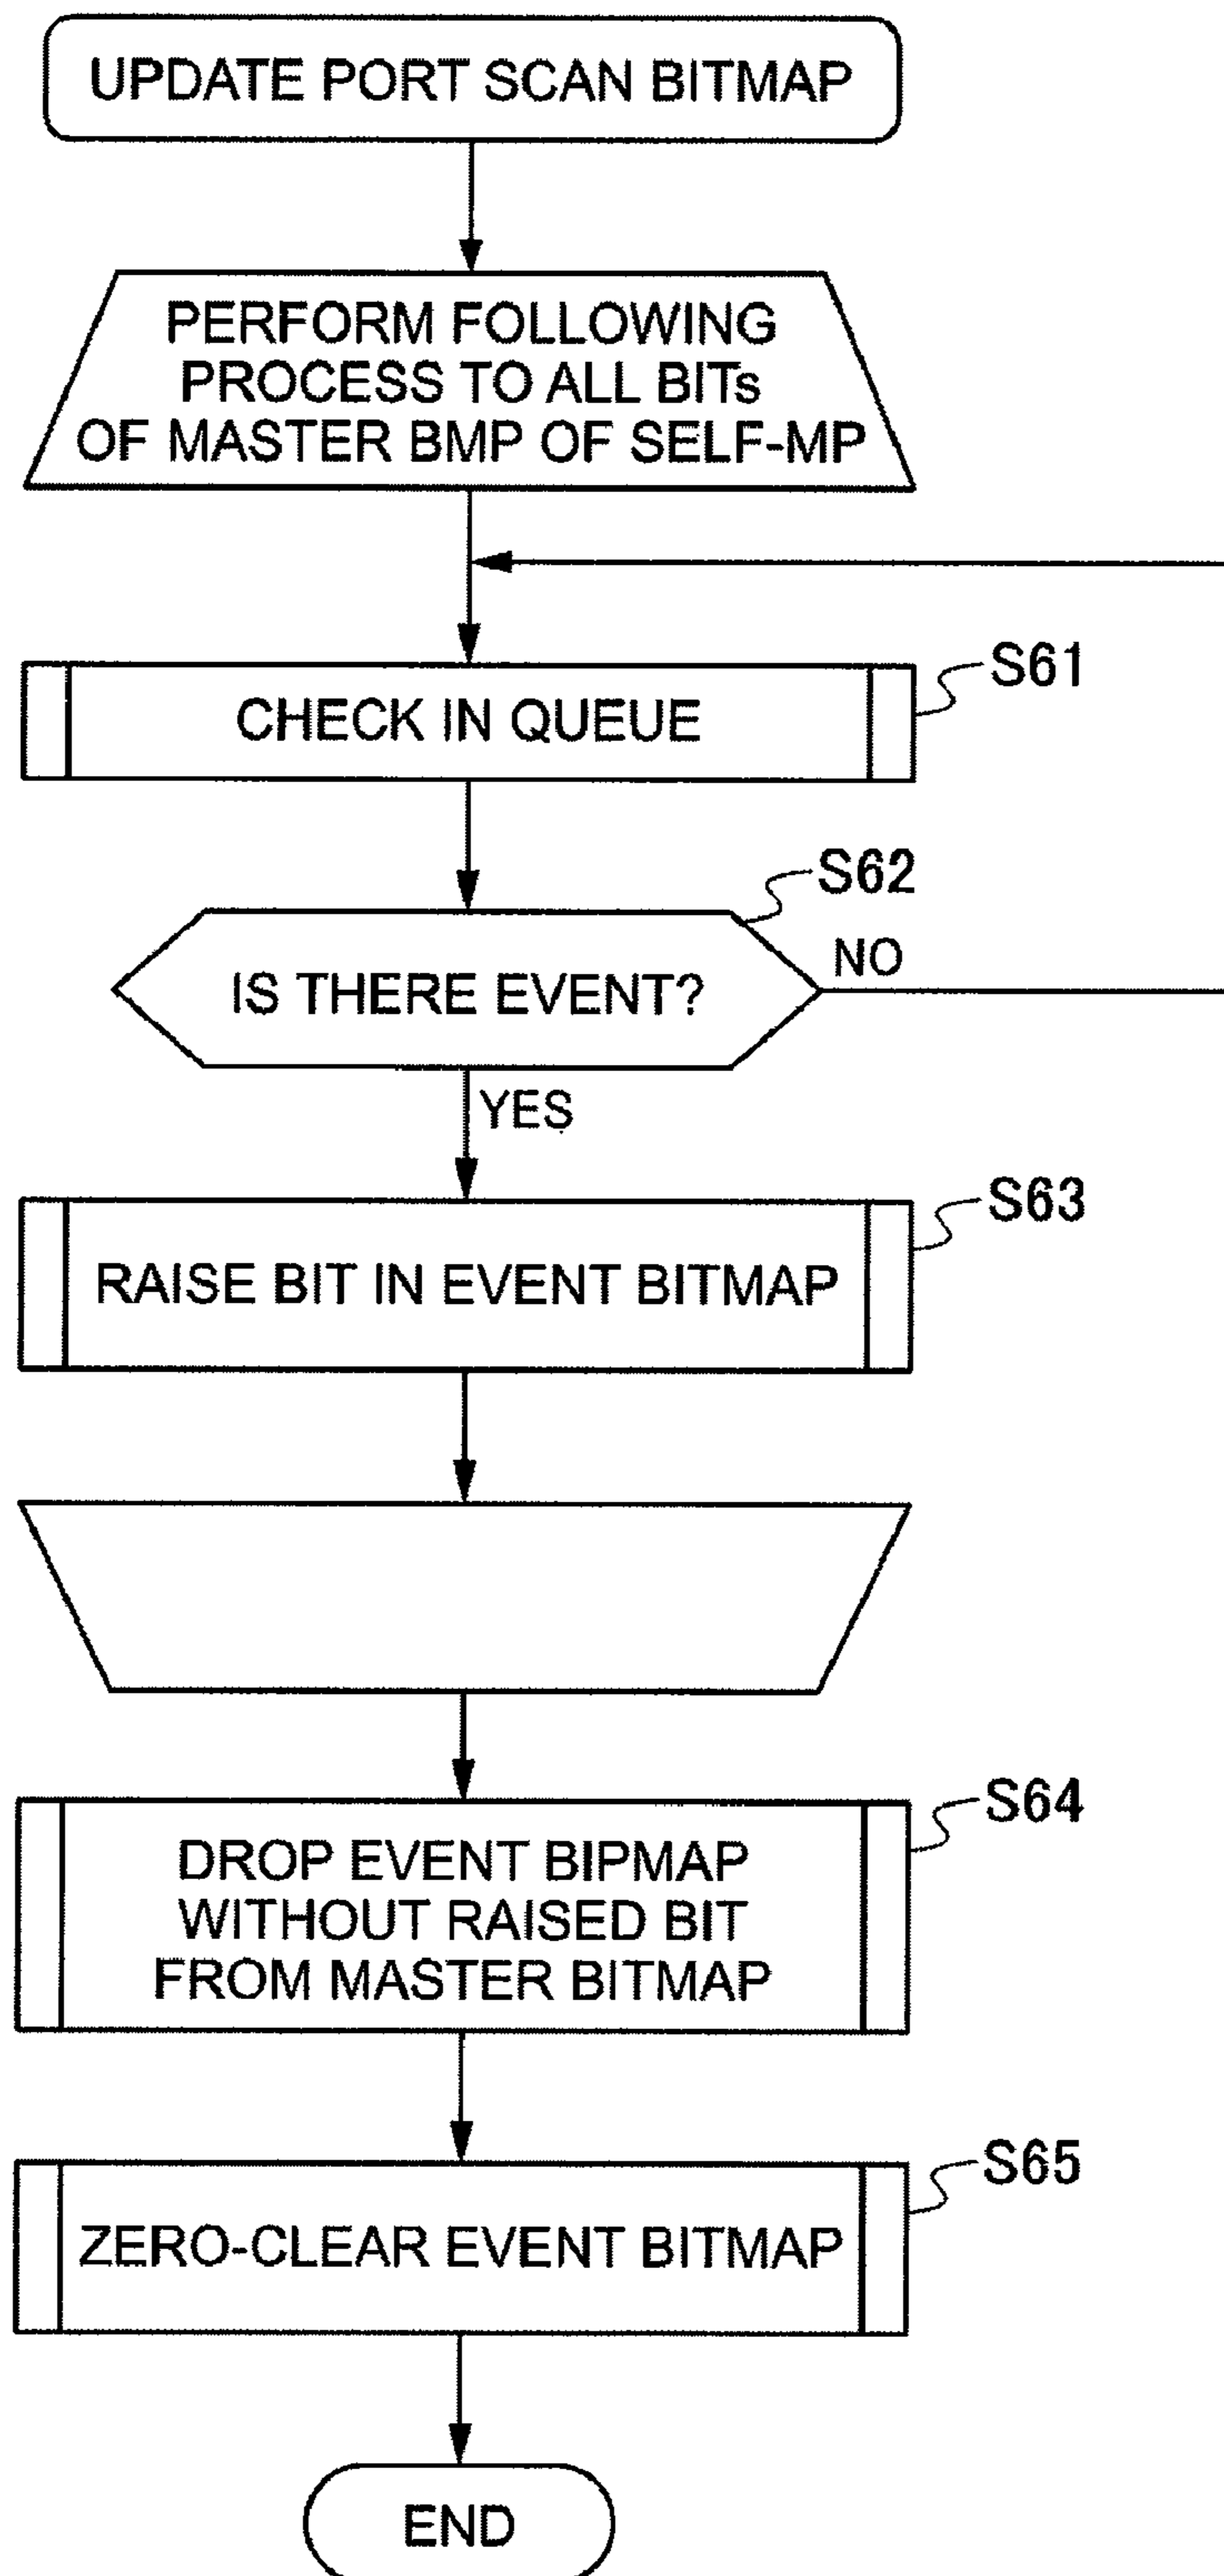 UPDATE PORT SCAN BITMAP
PERFORM FOLLOWING
PROCESS TO ALL BITs
OF MASTER BMP OF SELF-MP
S61
CHECK IN QUEUE
S62
IS THERE EVENT?
NO
YES
S63
RAISE BIT IN EVENT BITMAP
S64
DROP EVENT BIPMAP
WITHOUT RAISED BIT
FROM MASTER BITMAP
S65
ZERO-CLEAR EVENT BITMAP
END